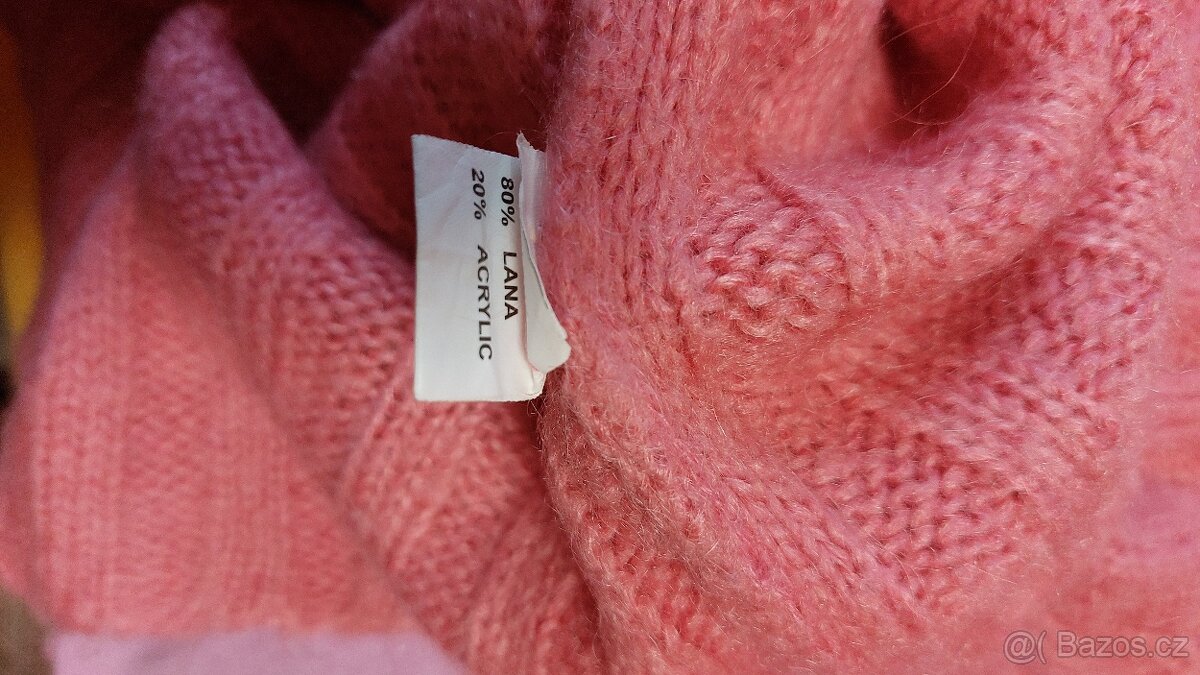 80% LANA
20% ACRYLIC
@( Bazos.cz